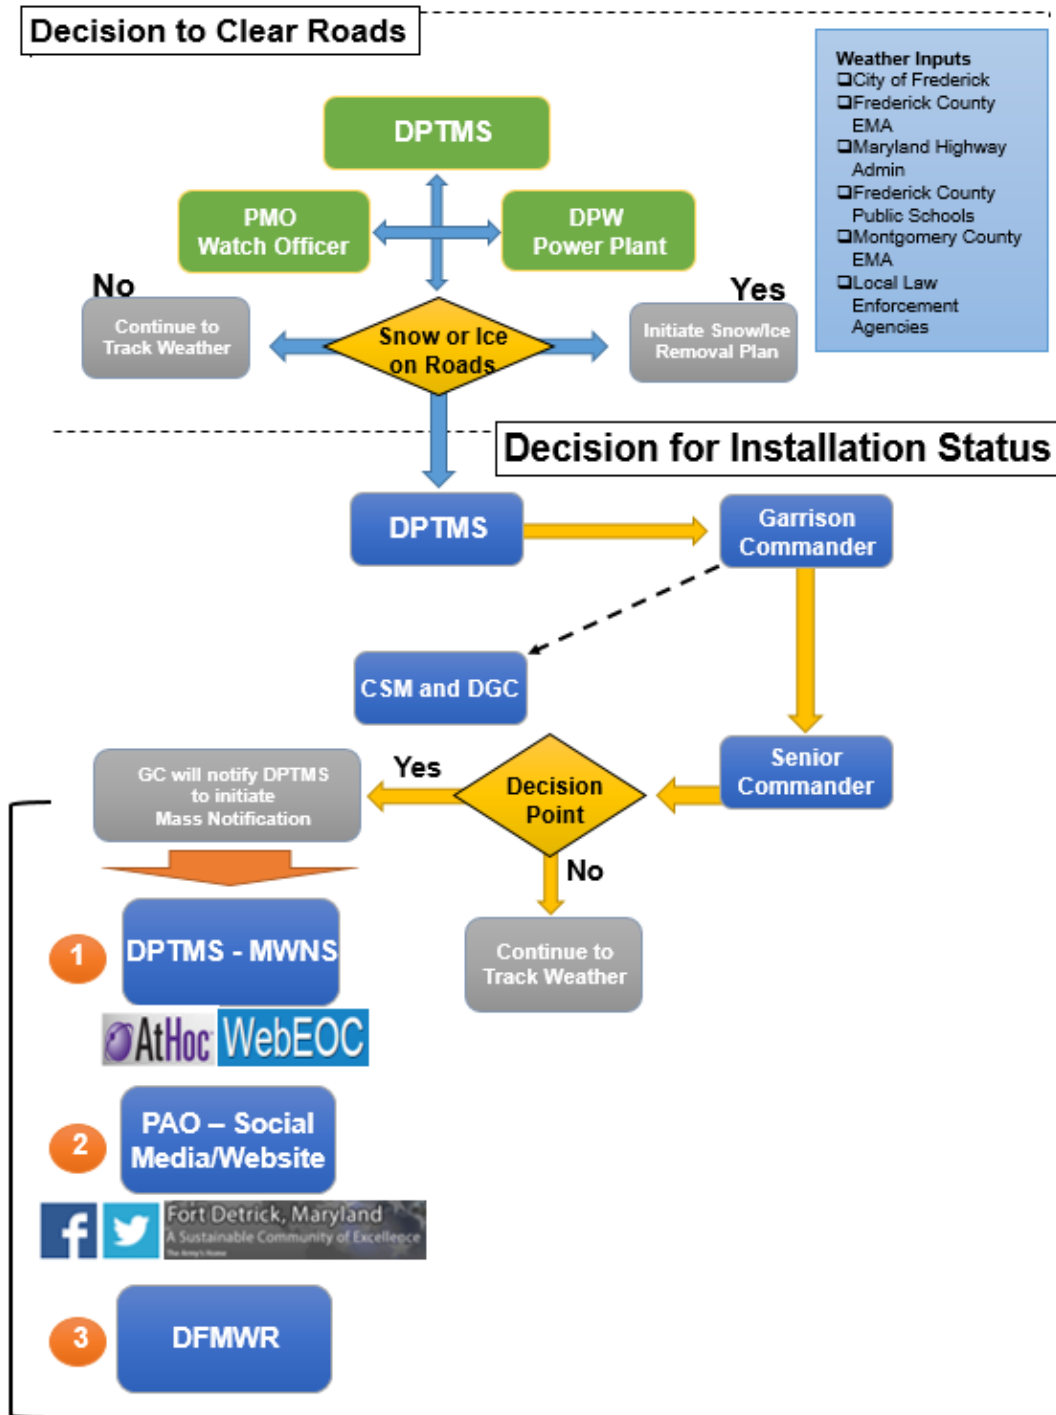 Decision to Clear Roads
Weather Inputs
❑City of Frederick
❑Frederick County
EMA
❑Maryland Highway
Admin
❑Frederick County
Public Schools
❑Montgomery County
EMA
❑Local Law
Enforcement
Agencies
DPTMS
PMO
Watch Officer
DPW
Power Plant
No
Yes
Continue to
Track Weather
Snow or Ice
on Roads
Initiate Snow/Ice
Removal Plan
Decision for Installation Status
DPTMS
Garrison
Commander
CSM and DGC
Senior
Commander
Decision
Point
Yes
GC will notify DPTMS
to initiate
Mass Notification
No
Continue to
Track Weather
1
DPTMS - MWNS
AtHoc
WebEOC
2
PAO – Social
Media/Website
f
Fort Detrick, Maryland
A Sustainable Community of Excellence
The Army's Home
3
DFMWR